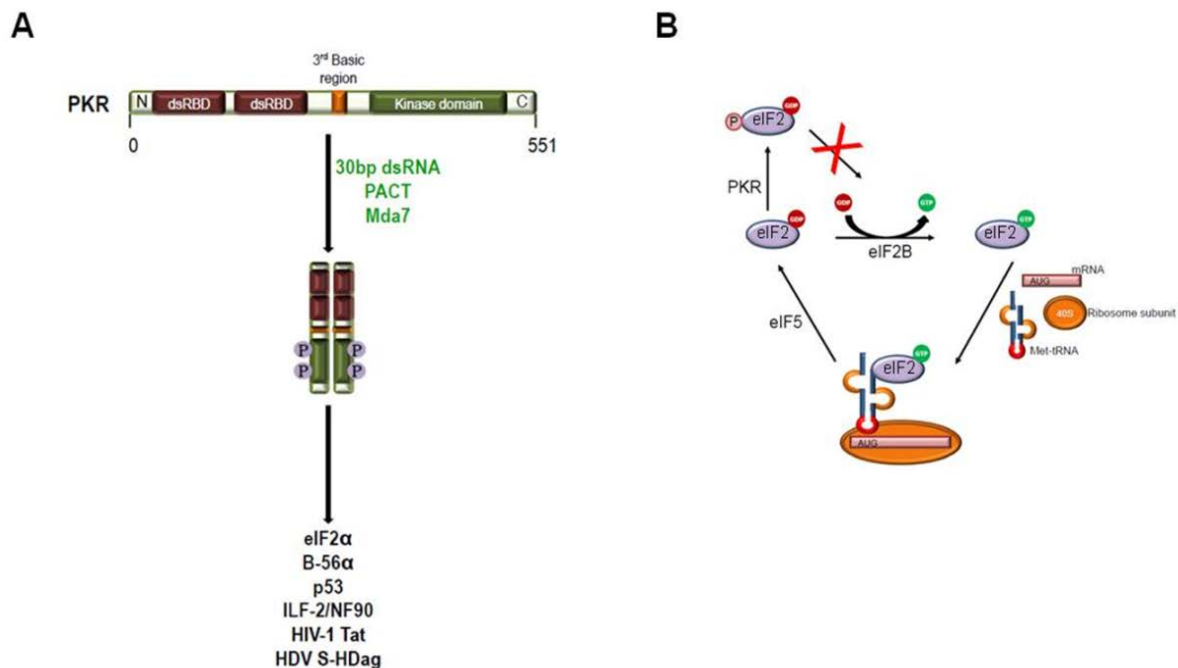 A
3rd Basic
region
PKR
N dsRBD dsRBD Kinase domain C
0 551
30bp dsRNA
PACT
Mda7
P P
P P
eIF2α
B-56α
p53
ILF-2/NF90
HIV-1 Tat
HDV S-HDag
B
P eIF2 GDP
PKR
GDP GTP
eIF2 GDP
eIF2B
eIF2 GTP
mRNA
AUG
40S Ribosome subunit
Met-tRNA
eIF5
eIF2 GTP
AUG